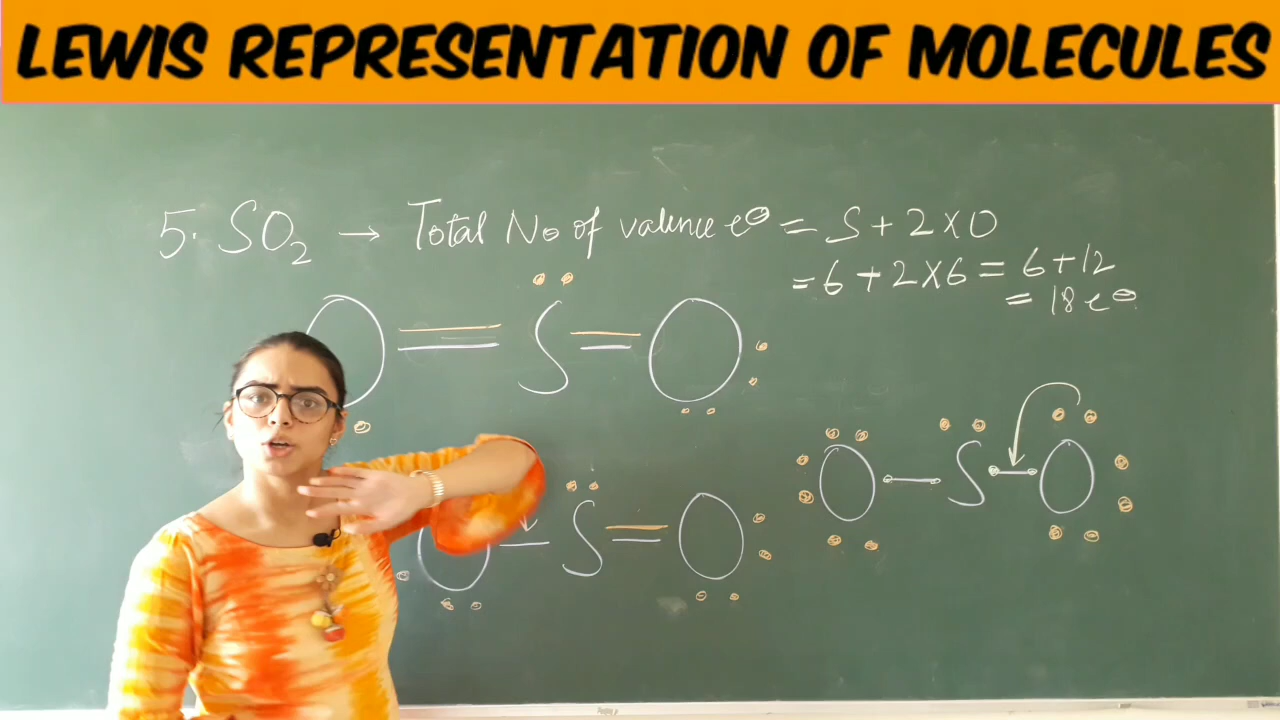 LEWIS REPRESENTATION OF MOLECULES
5. SO₂ → Total No of valence e⊖ = S + 2×O
= 6 + 2×6 = 6+12
= 18 e⊖
O = S = O
O – S – O
O – S = O